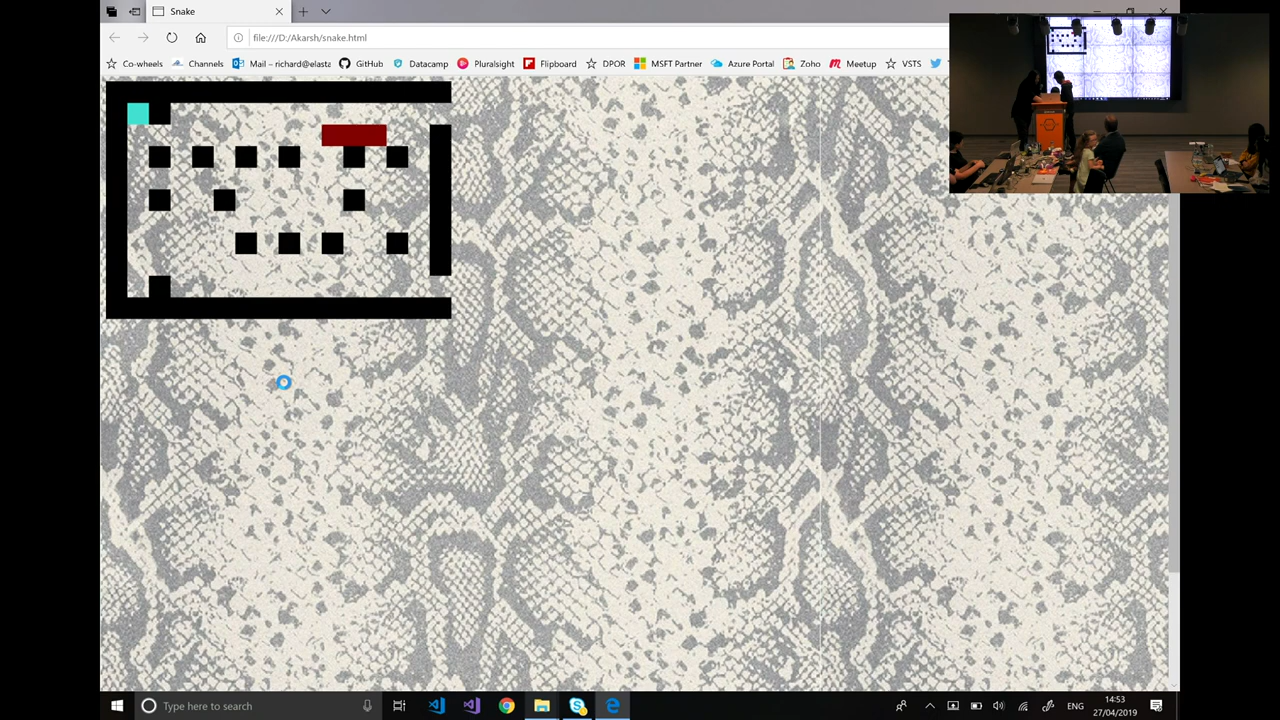 Snake
file:///D:/Akarsh/snake.html
Co-wheels Channels Mail – richard@elasta GitHub Datacamp Pluralsight Flipboard DPOR MSFT Partner Azure Portal Zoho Meetup VSTS
Type here to search
ENG
14:53
27/04/2019